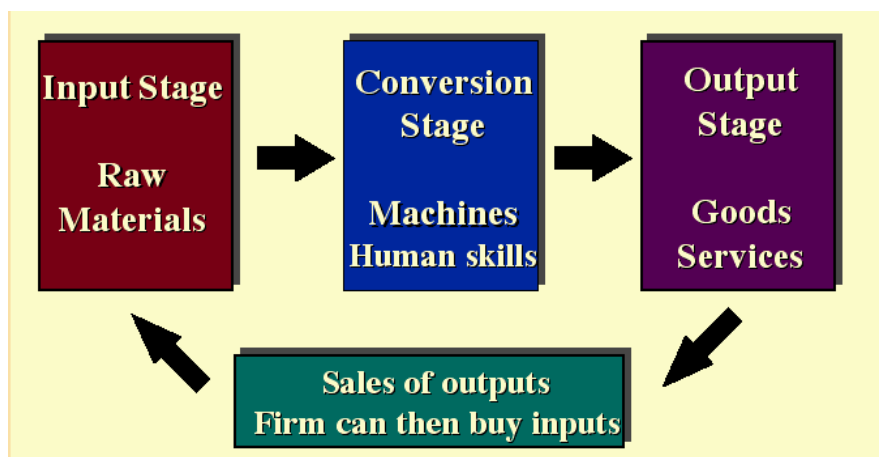 Input Stage
Raw
Materials
Conversion
Stage
Machines
Human skills
Output
Stage
Goods
Services
Sales of outputs
Firm can then buy inputs